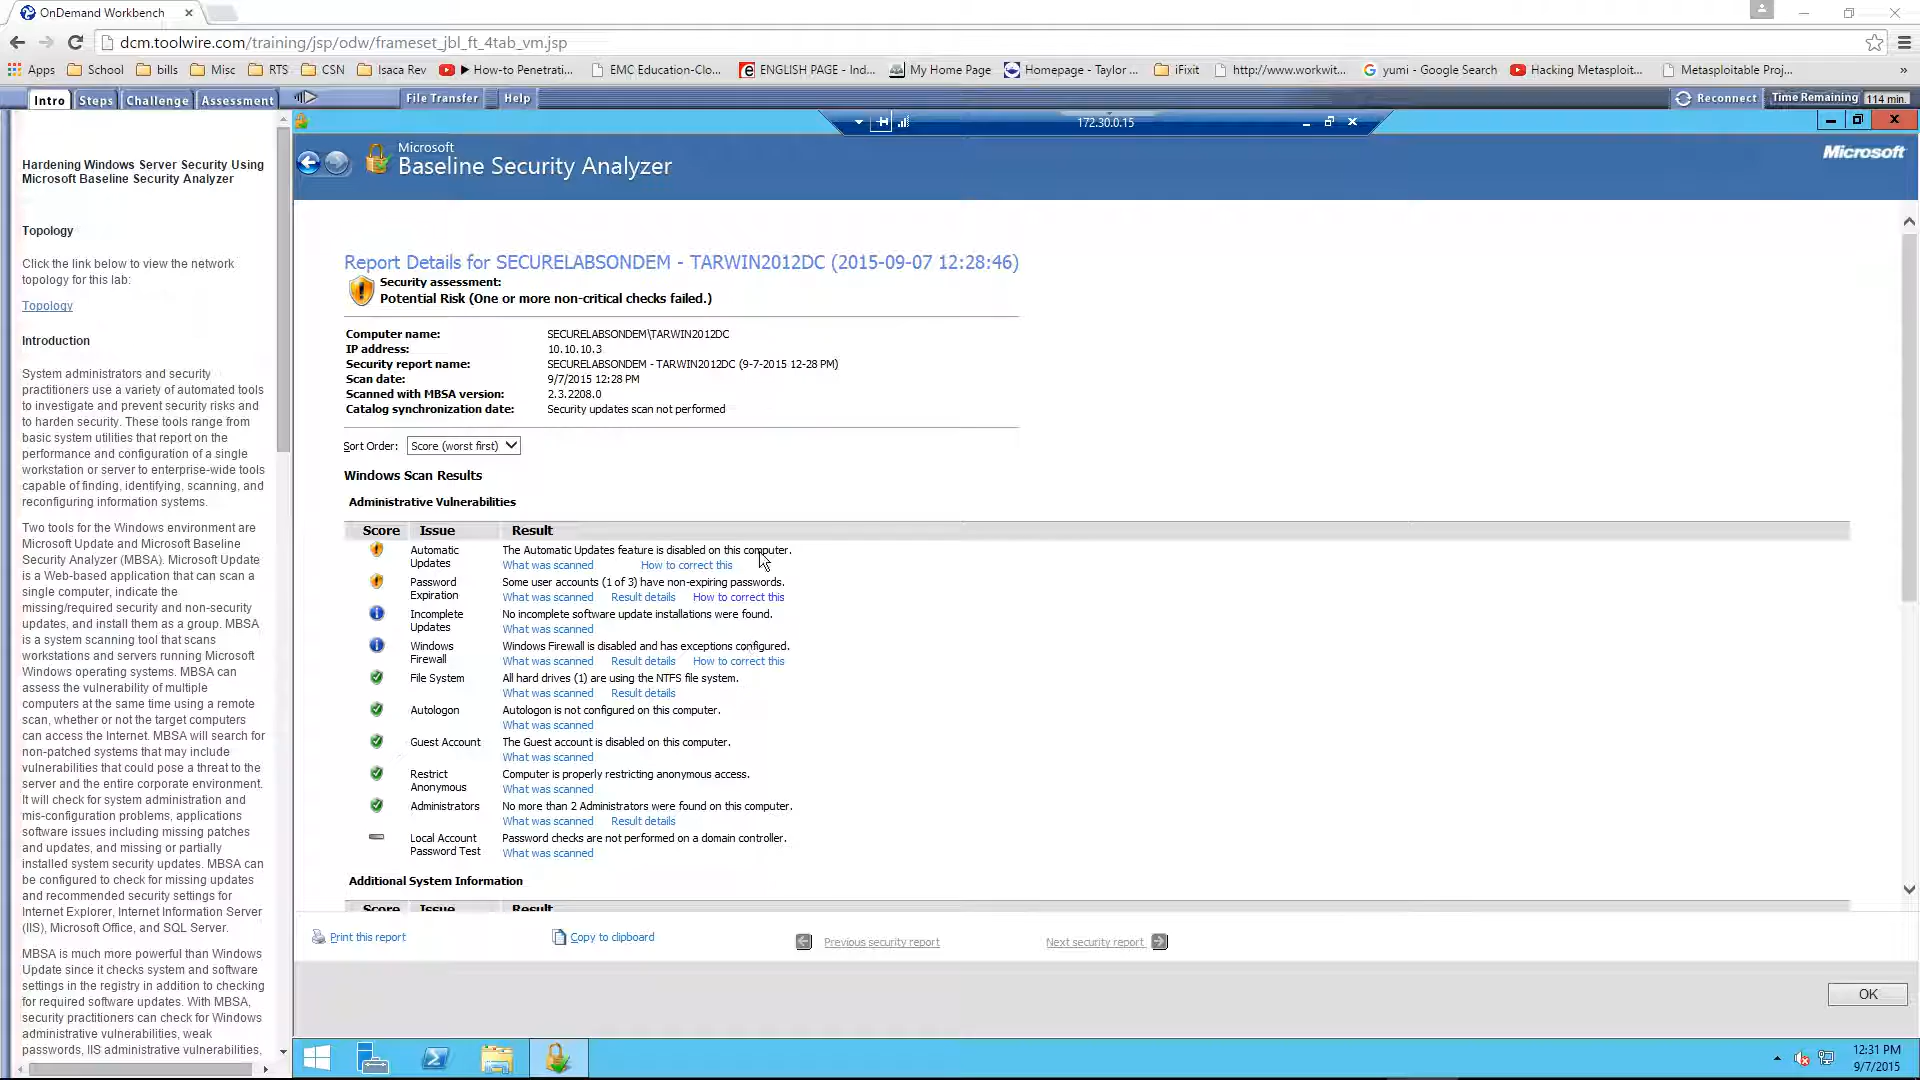 OnDemand Workbench
dcm.toolwire.com/training/jsp/odw/frameset_jbl_ft_4tab_vm.jsp
Apps School bills Misc RTS CSN Isaca Rev ▶ How-to Penetrati... EMC Education-Clo... ENGLISH PAGE - Ind... My Home Page Homepage - Taylor ... iFixit http://www.workwit... yumi - Google Search Hacking Metasploit... Metasploitable Proj... »
Intro Steps Challenge Assessment File Transfer Help Reconnect Time Remaining 114 min.
172.30.0.15
Hardening Windows Server Security Using
Microsoft Baseline Security Analyzer
Topology
Click the link below to view the network
topology for this lab:
Topology
Introduction
System administrators and security
practitioners use a variety of automated tools
to investigate and prevent security risks and
to harden security. These tools range from
basic system utilities that report on the
performance and configuration of a single
workstation or server to enterprise-wide tools
capable of finding, identifying, scanning, and
reconfiguring information systems.
Two tools for the Windows environment are
Microsoft Update and Microsoft Baseline
Security Analyzer (MBSA). Microsoft Update
is a Web-based application that can scan a
single computer, indicate the
missing/required security and non-security
updates, and install them as a group. MBSA
is a system scanning tool that scans
workstations and servers running Microsoft
Windows operating systems. MBSA can
assess the vulnerability of multiple
computers at the same time using a remote
scan, whether or not the target computers
can access the Internet. MBSA will search for
non-patched systems that may include
vulnerabilities that could pose a threat to the
server and the entire corporate environment.
It will check for system administration and
mis-configuration problems, applications
software issues including missing patches
and updates, and missing or partially
installed system security updates. MBSA can
be configured to check for missing updates
and recommended security settings for
Internet Explorer, Internet Information Server
(IIS), Microsoft Office, and SQL Server.
MBSA is much more powerful than Windows
Update since it checks system and software
settings in the registry in addition to checking
for required software updates. With MBSA,
security practitioners can check for Windows
administrative vulnerabilities, weak
passwords, IIS administrative vulnerabilities,
Microsoft
Baseline Security Analyzer
Microsoft
Report Details for SECURELABSONDEM - TARWIN2012DC (2015-09-07 12:28:46)
Security assessment:
Potential Risk (One or more non-critical checks failed.)
Computer name: SECURELABSONDEM\TARWIN2012DC
IP address: 10.10.10.3
Security report name: SECURELABSONDEM - TARWIN2012DC (9-7-2015 12-28 PM)
Scan date: 9/7/2015 12:28 PM
Scanned with MBSA version: 2.3.2208.0
Catalog synchronization date: Security updates scan not performed
Sort Order: Score (worst first)
Windows Scan Results
Administrative Vulnerabilities
Score Issue Result
Automatic Updates The Automatic Updates feature is disabled on this computer.
What was scanned How to correct this
Password Expiration Some user accounts (1 of 3) have non-expiring passwords.
What was scanned Result details How to correct this
Incomplete Updates No incomplete software update installations were found.
What was scanned
Windows Firewall Windows Firewall is disabled and has exceptions configured.
What was scanned Result details How to correct this
File System All hard drives (1) are using the NTFS file system.
What was scanned Result details
Autologon Autologon is not configured on this computer.
What was scanned
Guest Account The Guest account is disabled on this computer.
What was scanned
Restrict Anonymous Computer is properly restricting anonymous access.
What was scanned
Administrators No more than 2 Administrators were found on this computer.
What was scanned Result details
Local Account Password Test Password checks are not performed on a domain controller.
What was scanned
Additional System Information
Score Issue Result
Print this report Copy to clipboard Previous security report Next security report
OK
12:31 PM
9/7/2015